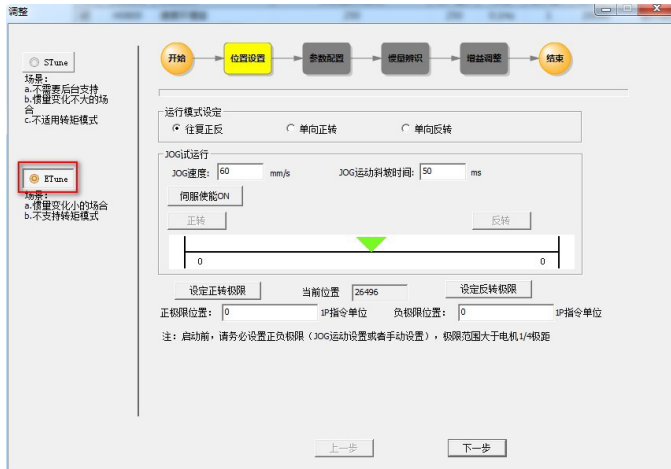 调整
STune
场景：
a.不需要后台支持
b.惯量变化不大的场
合
c.不适用转矩模式
ETune
场景：
a.惯量变化小的场合
b.不支持转矩模式
开始
位置设置
参数配置
惯量辨识
增益调整
结束
运行模式设定
往复正反
单向正转
单向反转
JOG试运行
JOG速度： 60 mm/s JOG运动斜坡时间： 50 ms
伺服使能ON
正转 反转
0 0
设定正转极限 当前位置 26496 设定反转极限
正极限位置： 0 1P指令单位 负极限位置： 0 1P指令单位
注：启动前，请务必设置正负极限（JOG运动设置或者手动设置），极限范围大于电机1/4极距
上一步 下一步